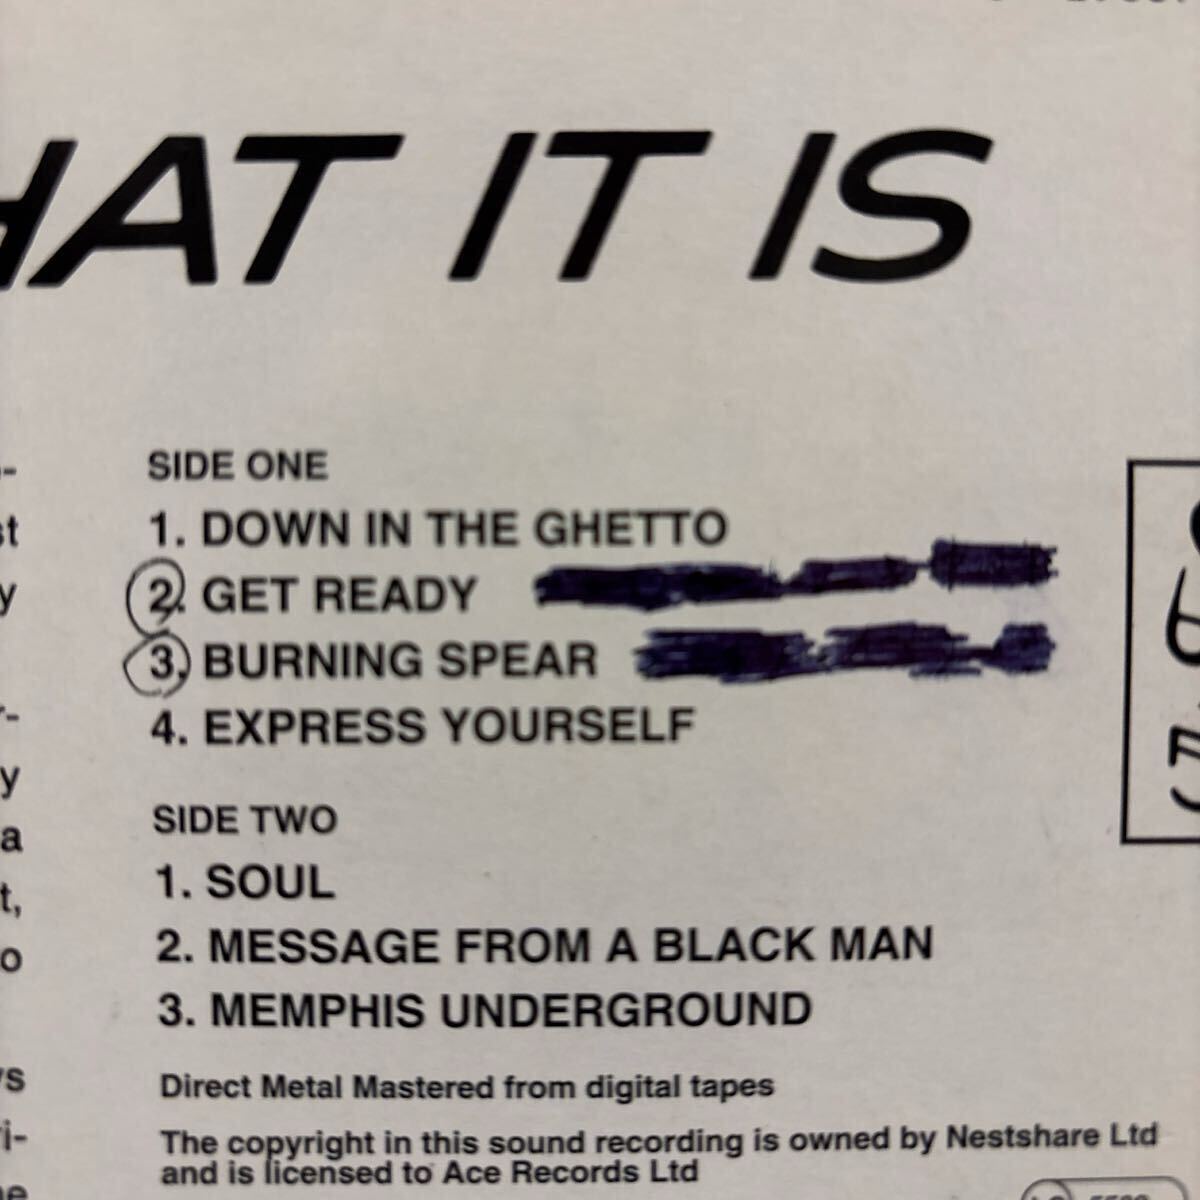 HAT IT IS
SIDE ONE
1. DOWN IN THE GHETTO
2. GET READY
3. BURNING SPEAR
4. EXPRESS YOURSELF
SIDE TWO
1. SOUL
2. MESSAGE FROM A BLACK MAN
3. MEMPHIS UNDERGROUND
Direct Metal Mastered from digital tapes
The copyright in this sound recording is owned by Nestshare Ltd
and is licensed to Ace Records Ltd